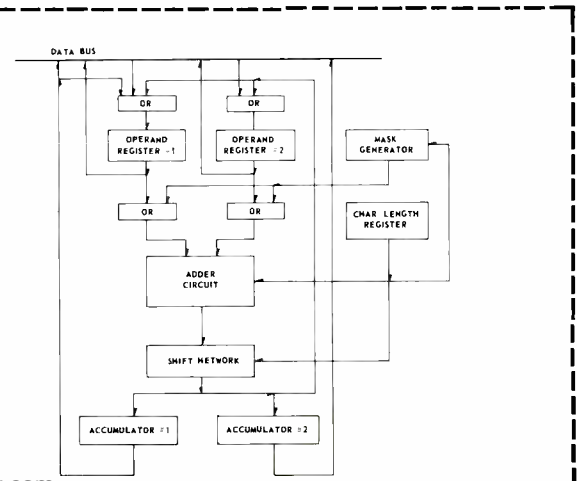 DATA BUS
OR
OR
OPERAND
REGISTER #1
OPERAND
REGISTER #2
MASK
GENERATOR
OR
OR
CHAR LENGTH
REGISTER
ADDER
CIRCUIT
SHIFT NETWORK
ACCUMULATOR #1
ACCUMULATOR #2